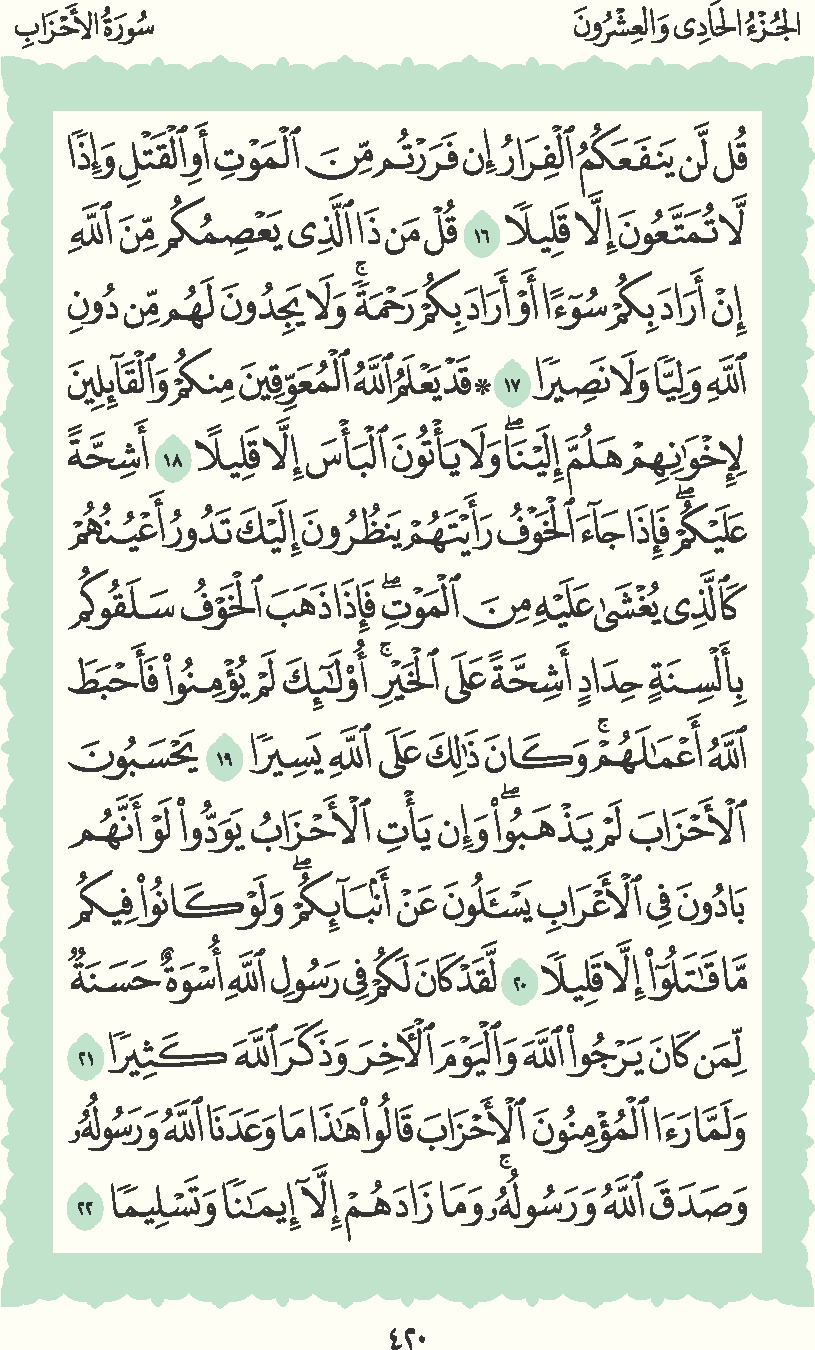 الجُزْءُ الحَادِى وَالعِشْرُونَ
سُورَةُ الأَحْزَابِ
قُل لَّن يَنفَعَكُمُ ٱلْفِرَارُ إِن فَرَرْتُم مِّنَ ٱلْمَوْتِ أَوِ ٱلْقَتْلِ وَإِذًا
لَّا تُمَتَّعُونَ إِلَّا قَلِيلًا ١٦ قُلْ مَن ذَا ٱلَّذِى يَعْصِمُكُم مِّنَ ٱللَّهِ
إِنْ أَرَادَ بِكُمْ سُوٓءًا أَوْ أَرَادَ بِكُمْ رَحْمَةً ۚ وَلَا يَجِدُونَ لَهُم مِّن دُونِ
ٱللَّهِ وَلِيًّا وَلَا نَصِيرًا ١٧ * قَدْ يَعْلَمُ ٱللَّهُ ٱلْمُعَوِّقِينَ مِنكُمْ وَٱلْقَآئِلِينَ
لِإِخْوَٰنِهِمْ هَلُمَّ إِلَيْنَا ۖ وَلَا يَأْتُونَ ٱلْبَأْسَ إِلَّا قَلِيلًا ١٨ أَشِحَّةً
عَلَيْكُمْ ۖ فَإِذَا جَآءَ ٱلْخَوْفُ رَأَيْتَهُمْ يَنظُرُونَ إِلَيْكَ تَدُورُ أَعْيُنُهُمْ
كَٱلَّذِى يُغْشَىٰ عَلَيْهِ مِنَ ٱلْمَوْتِ ۖ فَإِذَا ذَهَبَ ٱلْخَوْفُ سَلَقُوكُم
بِأَلْسِنَةٍ حِدَادٍ أَشِحَّةً عَلَى ٱلْخَيْرِ ۚ أُو۟لَٰٓئِكَ لَمْ يُؤْمِنُوا۟ فَأَحْبَطَ
ٱللَّهُ أَعْمَٰلَهُمْ ۚ وَكَانَ ذَٰلِكَ عَلَى ٱللَّهِ يَسِيرًا ١٩ يَحْسَبُونَ
ٱلْأَحْزَابَ لَمْ يَذْهَبُوا۟ ۖ وَإِن يَأْتِ ٱلْأَحْزَابُ يَوَدُّوا۟ لَوْ أَنَّهُم
بَادُونَ فِى ٱلْأَعْرَابِ يَسْـَٔلُونَ عَنْ أَنۢبَآئِكُمْ ۖ وَلَوْ كَانُوا۟ فِيكُم
مَّا قَٰتَلُوٓا۟ إِلَّا قَلِيلًا ٢٠ لَّقَدْ كَانَ لَكُمْ فِى رَسُولِ ٱللَّهِ أُسْوَةٌ حَسَنَةٌ
لِّمَن كَانَ يَرْجُوا۟ ٱللَّهَ وَٱلْيَوْمَ ٱلْـَٔاخِرَ وَذَكَرَ ٱللَّهَ كَثِيرًا ٢١
وَلَمَّا رَءَا ٱلْمُؤْمِنُونَ ٱلْأَحْزَابَ قَالُوا۟ هَٰذَا مَا وَعَدَنَا ٱللَّهُ وَرَسُولُهُۥ
وَصَدَقَ ٱللَّهُ وَرَسُولُهُۥ ۚ وَمَا زَادَهُمْ إِلَّآ إِيمَٰنًا وَتَسْلِيمًا ٢٢
٤٢٠